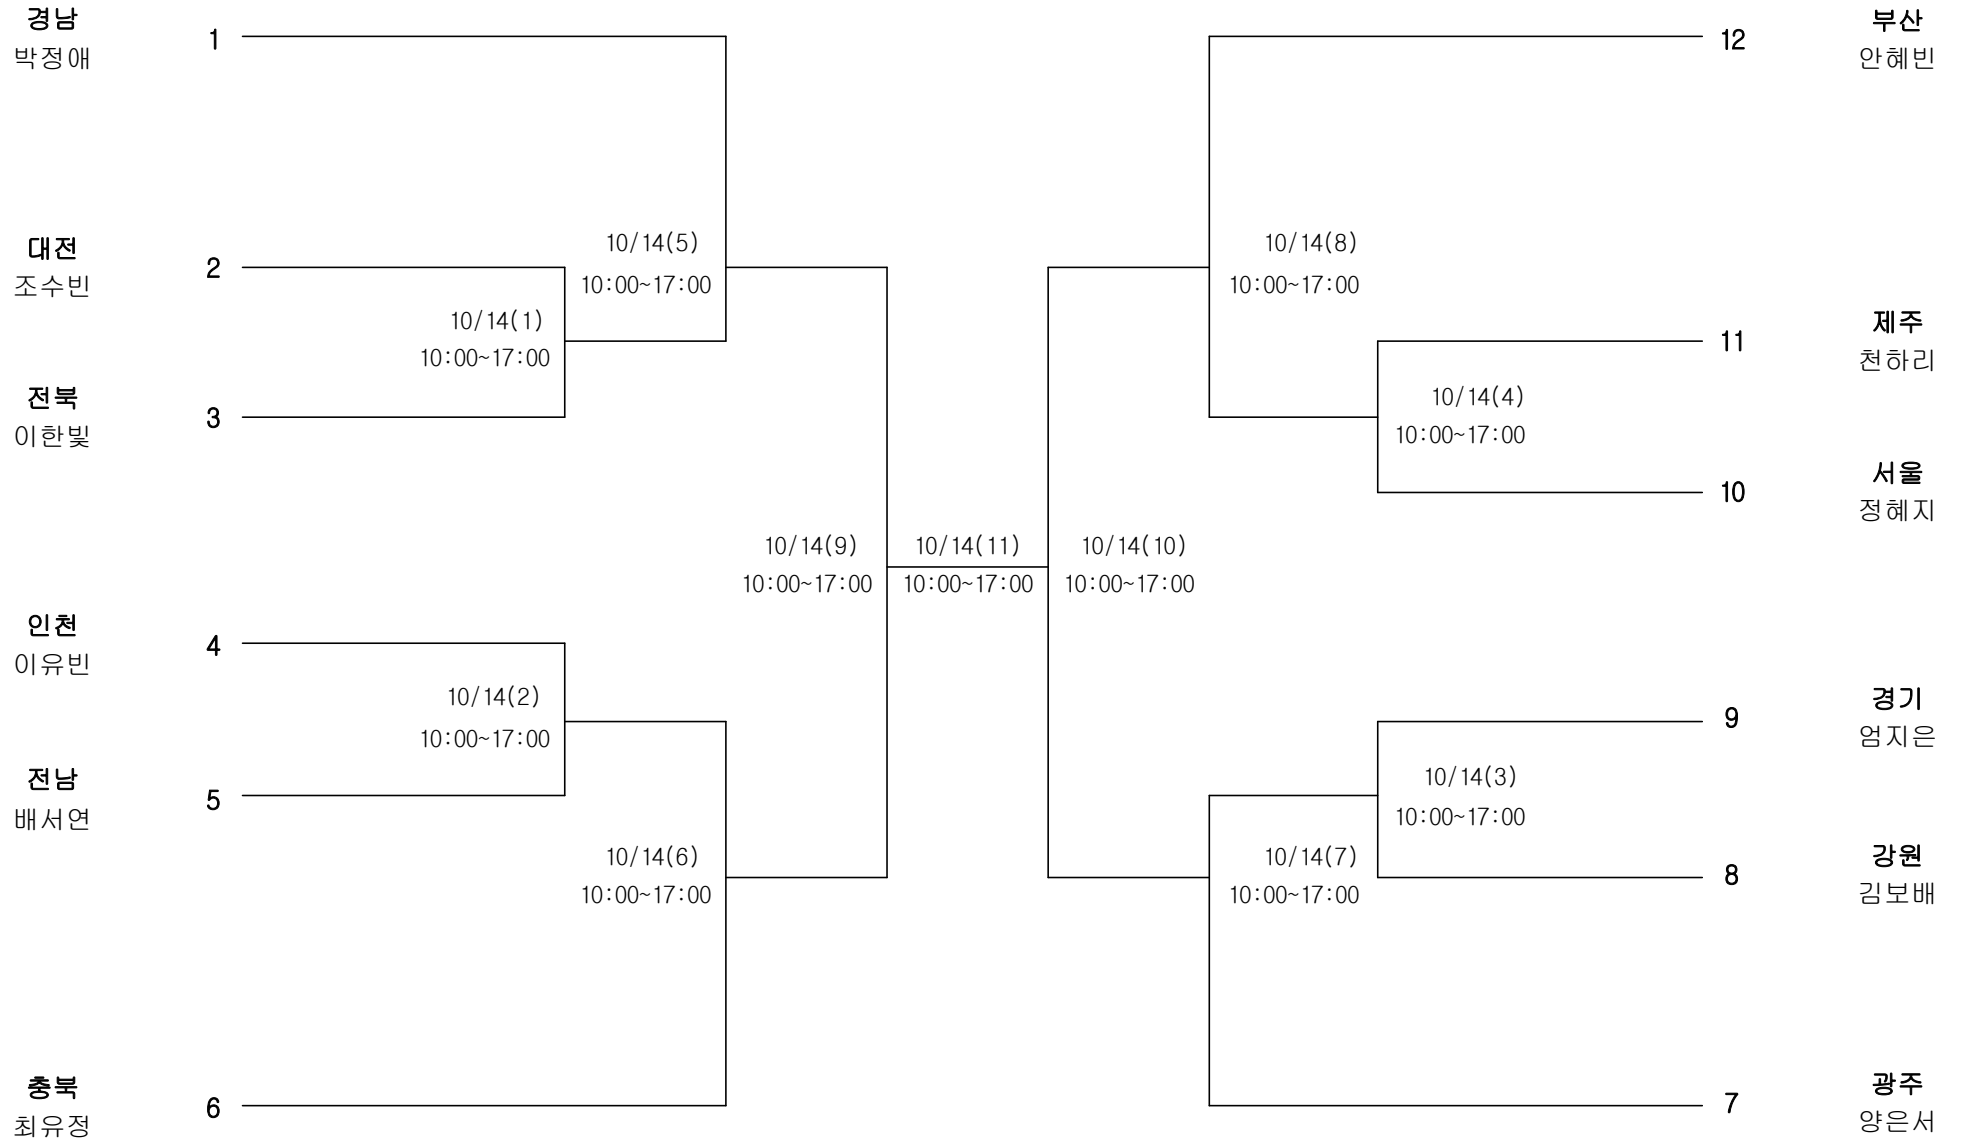 경남
박정애
1
대전
조수빈
2
10/14(5)
10:00~17:00
10/14(1)
10:00~17:00
전북
이한빛
3
10/14(9)
10:00~17:00
인천
이유빈
4
10/14(2)
10:00~17:00
전남
배서연
5
10/14(6)
10:00~17:00
충북
최유정
6
10/14(11)
10:00~17:00
부산
안혜빈
12
10/14(8)
10:00~17:00
제주
천하리
11
10/14(4)
10:00~17:00
서울
정혜지
10
10/14(10)
10:00~17:00
경기
엄지은
9
10/14(3)
10:00~17:00
강원
김보배
8
10/14(7)
10:00~17:00
광주
양은서
7